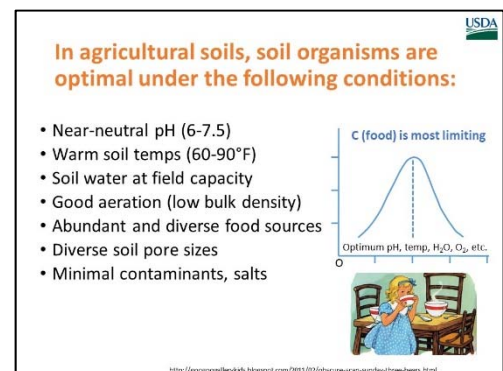 USDA
In agricultural soils, soil organisms are
optimal under the following conditions:
• Near-neutral pH (6-7.5)
• Warm soil temps (60-90°F)
• Soil water at field capacity
• Good aeration (low bulk density)
• Abundant and diverse food sources
• Diverse soil pore sizes
• Minimal contaminants, salts
C (food) is most limiting
Optimum pH, temp, H₂O, O₂, etc.
O